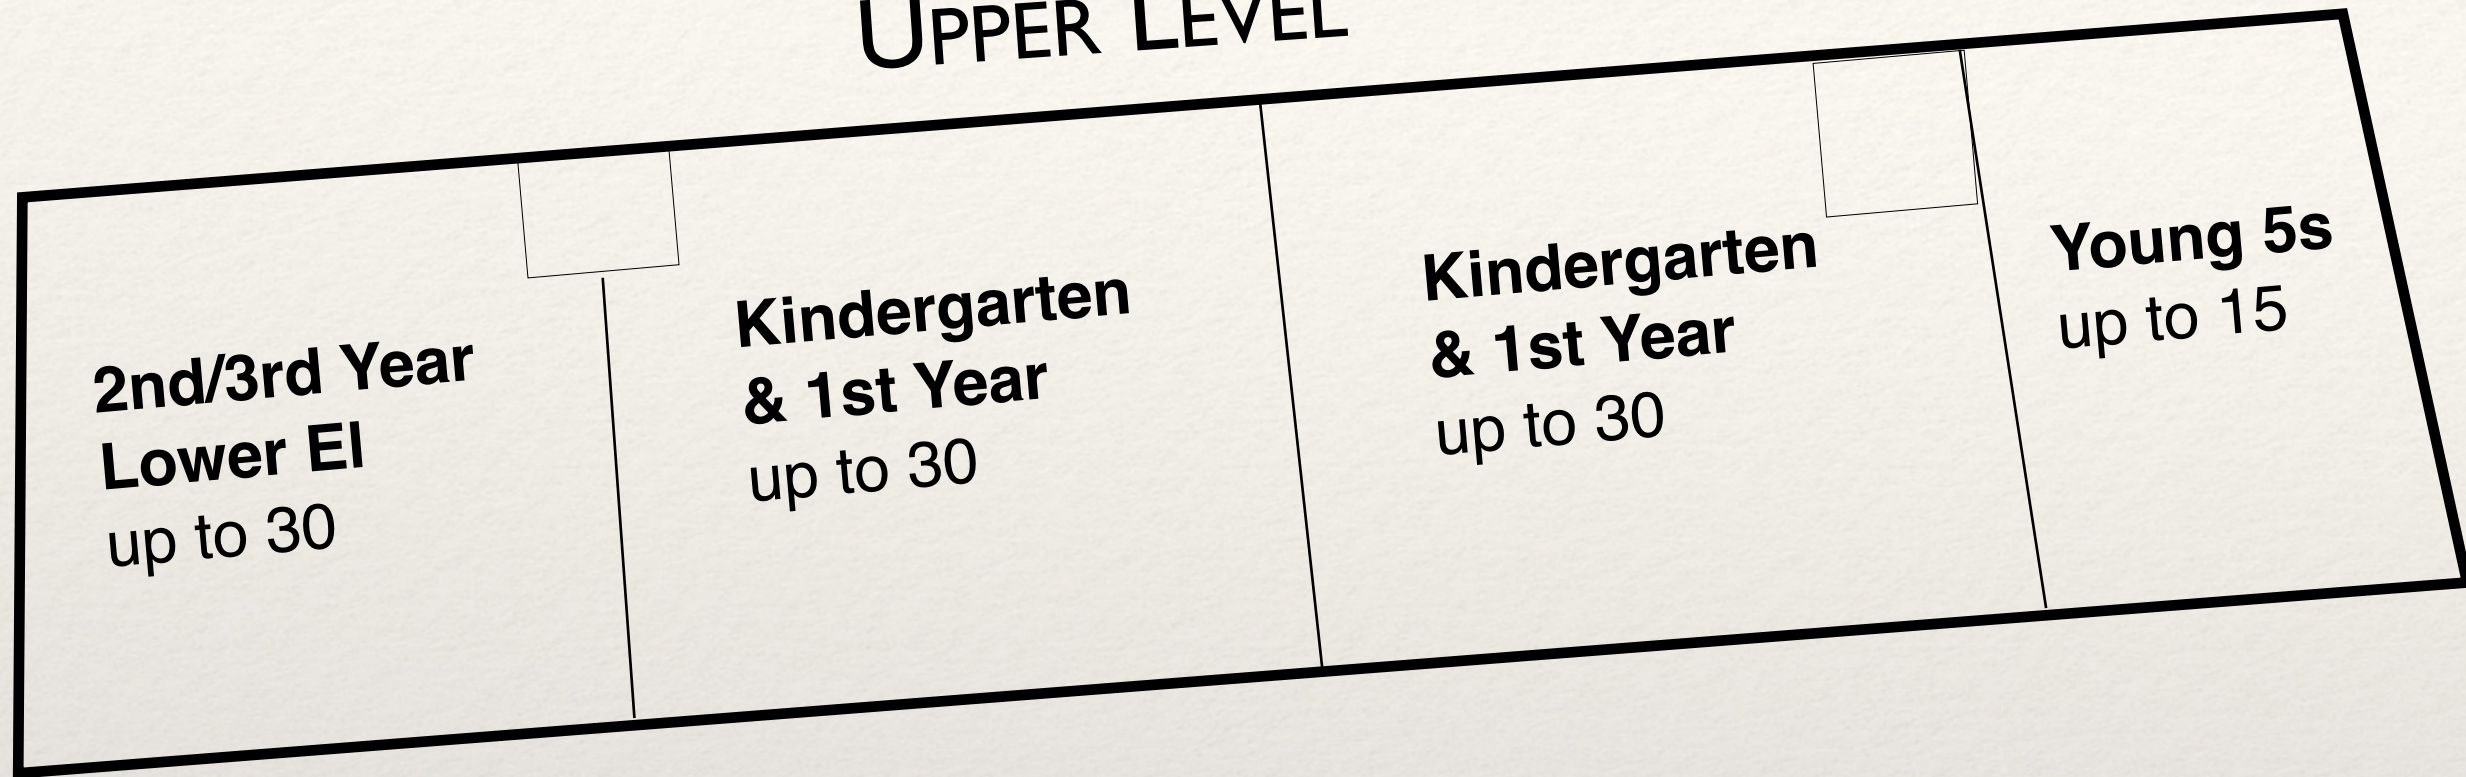 UPPER LEVEL
2nd/3rd Year
Lower El
up to 30
Kindergarten
& 1st Year
up to 30
Kindergarten
& 1st Year
up to 30
Young 5s
up to 15